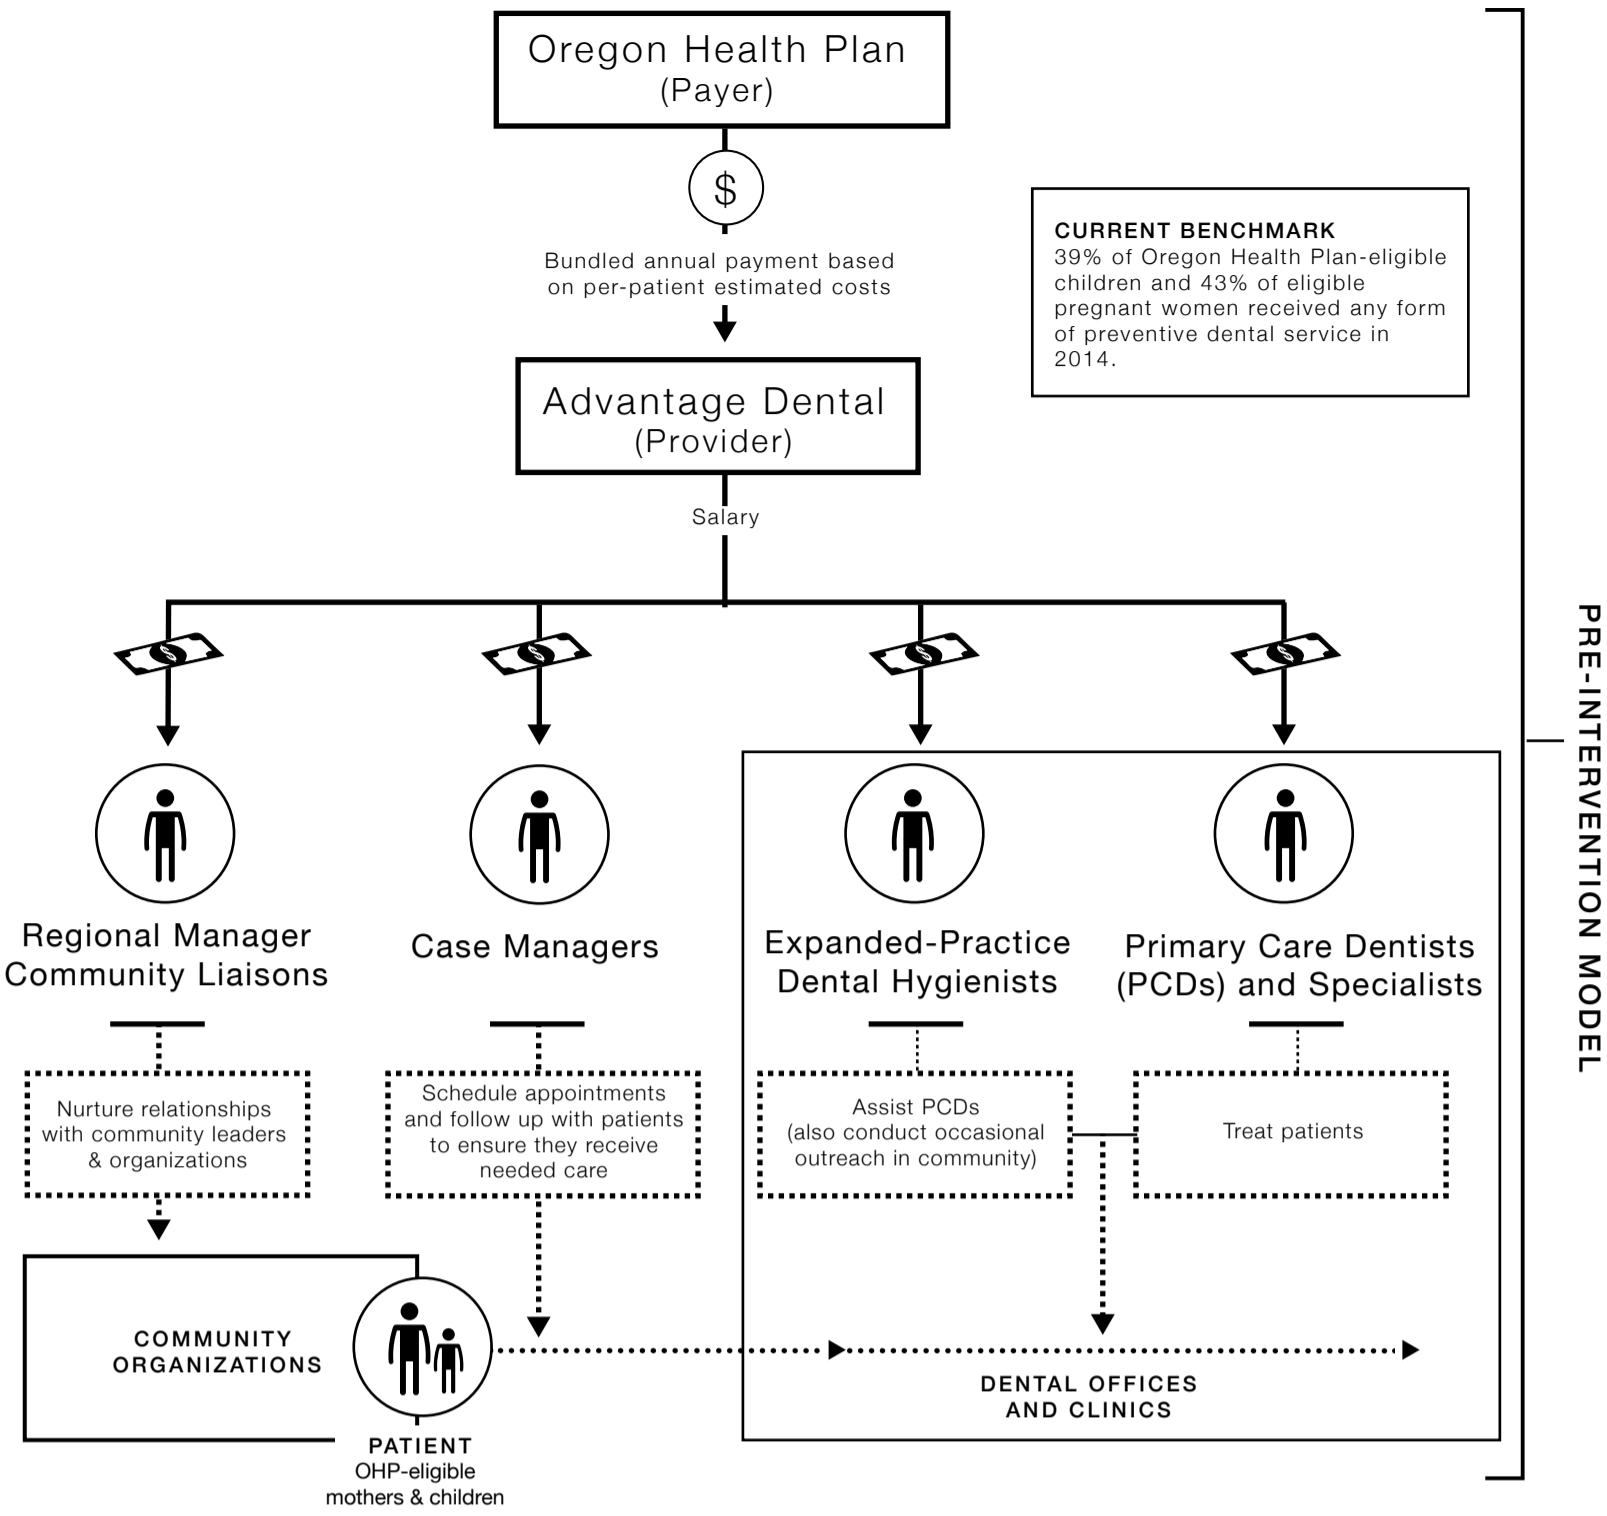 Oregon Health Plan
(Payer)
$
Bundled annual payment based
on per-patient estimated costs
CURRENT BENCHMARK
39% of Oregon Health Plan-eligible
children and 43% of eligible
pregnant women received any form
of preventive dental service in
2014.
Advantage Dental
(Provider)
Salary
Regional Manager
Community Liaisons
Case Managers
Expanded-Practice
Dental Hygienists
Primary Care Dentists
(PCDs) and Specialists
Nurture relationships
with community leaders
& organizations
Schedule appointments
and follow up with patients
to ensure they receive
needed care
Assist PCDs
(also conduct occasional
outreach in community)
Treat patients
COMMUNITY
ORGANIZATIONS
PATIENT
OHP-eligible
mothers & children
DENTAL OFFICES
AND CLINICS
PRE-INTERVENTION MODEL